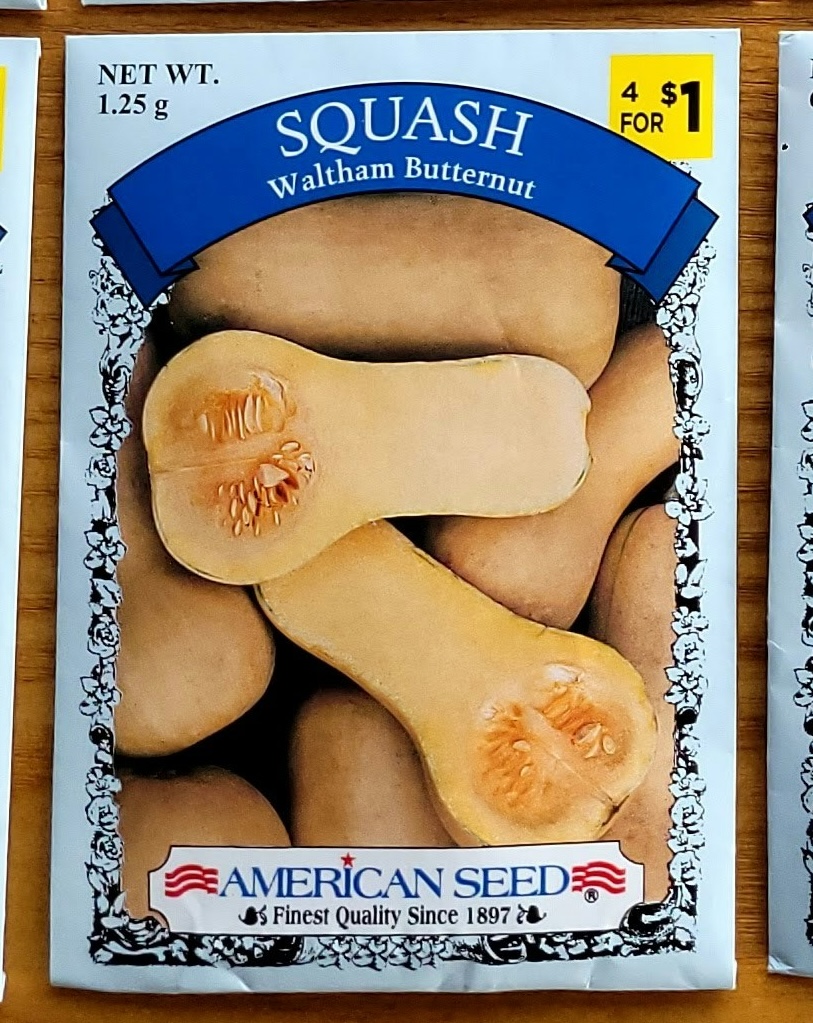 NET WT.
1.25 g
4 FOR $1
SQUASH
Waltham Butternut
AMERICAN SEED®
Finest Quality Since 1897